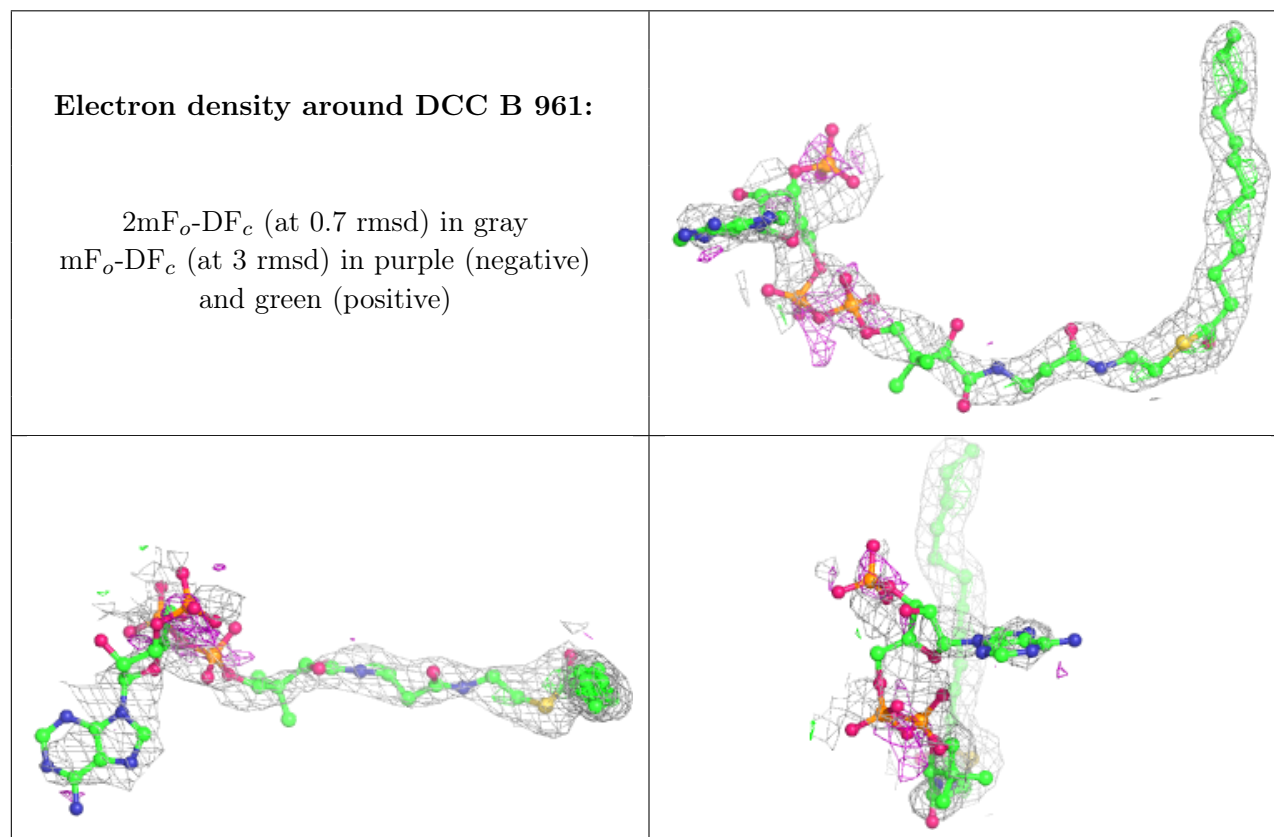 Electron density around DCC B 961:
2mFo-DFc (at 0.7 rmsd) in gray
mFo-DFc (at 3 rmsd) in purple (negative)
and green (positive)